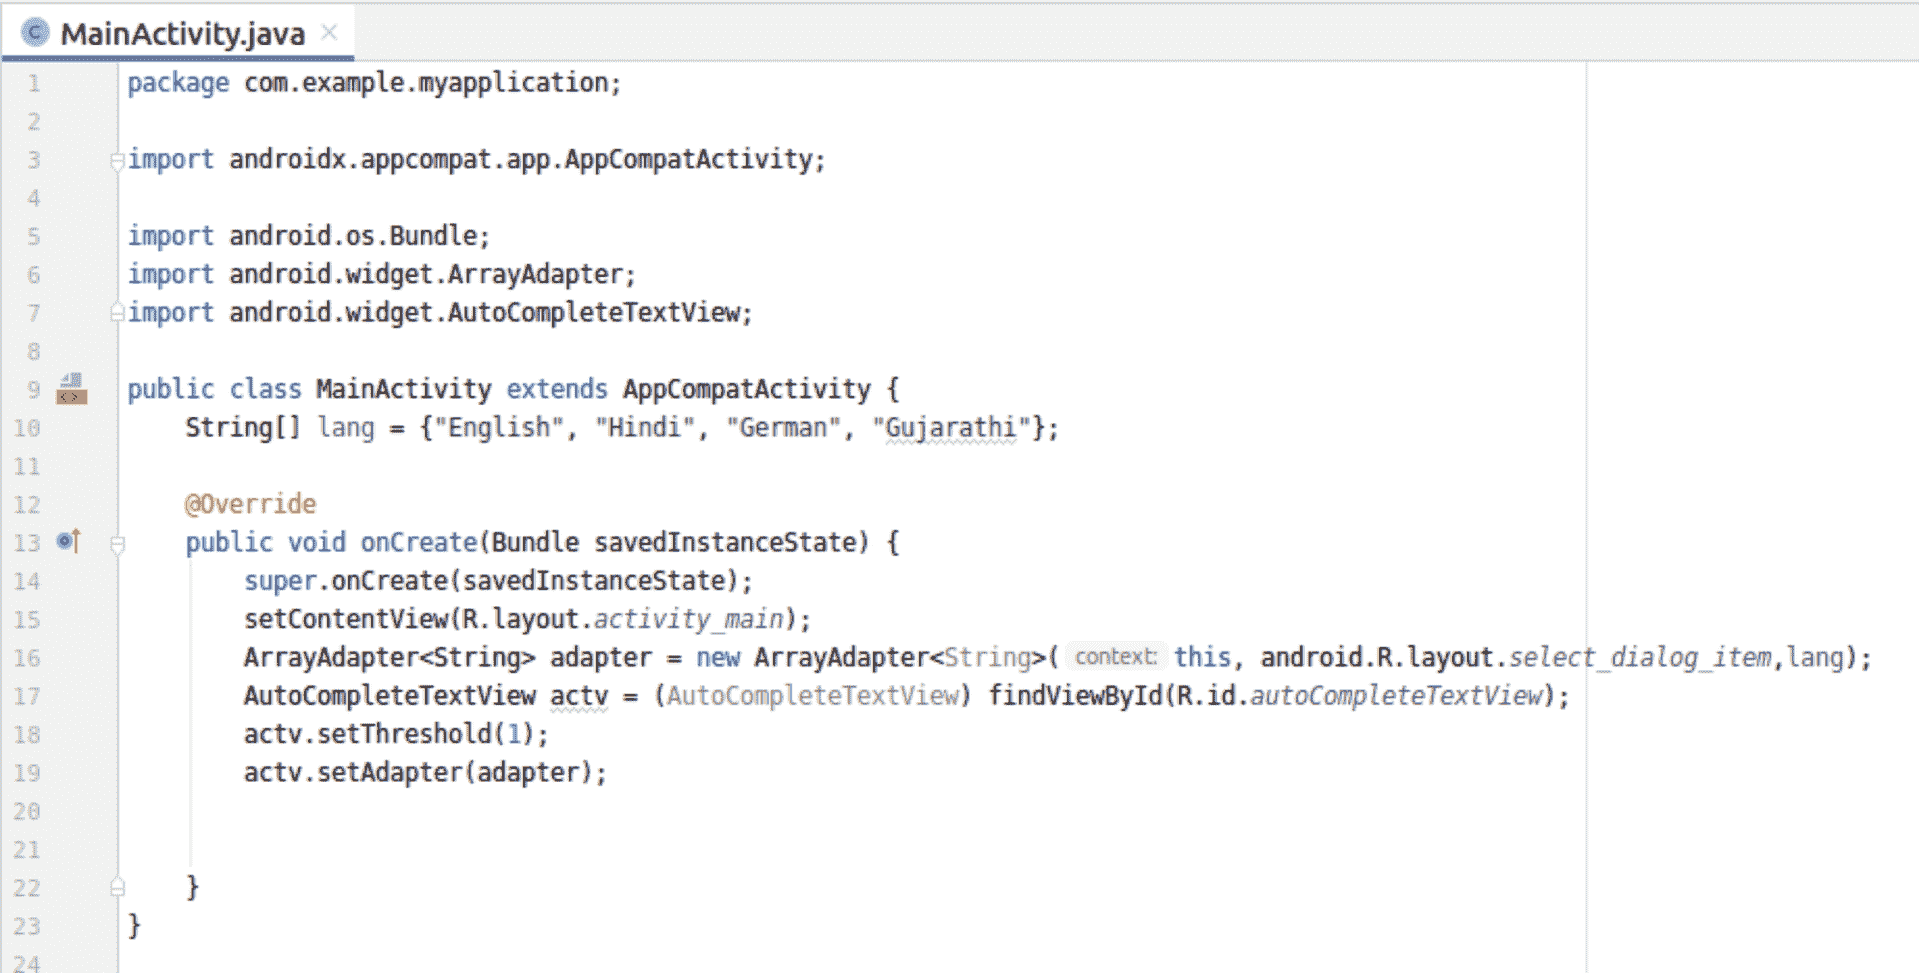 MainActivity.java
1 package com.example.myapplication;
2
3 import androidx.appcompat.app.AppCompatActivity;
4
5 import android.os.Bundle;
6 import android.widget.ArrayAdapter;
7 import android.widget.AutoCompleteTextView;
8
9 public class MainActivity extends AppCompatActivity {
10 String[] lang = {"English", "Hindi", "German", "Gujarathi"};
11
12 @Override
13 public void onCreate(Bundle savedInstanceState) {
14 super.onCreate(savedInstanceState);
15 setContentView(R.layout.activity_main);
16 ArrayAdapter<String> adapter = new ArrayAdapter<String>( context: this, android.R.layout.select_dialog_item,lang);
17 AutoCompleteTextView actv = (AutoCompleteTextView) findViewById(R.id.autoCompleteTextView);
18 actv.setThreshold(1);
19 actv.setAdapter(adapter);
20
21
22 }
23 }
24